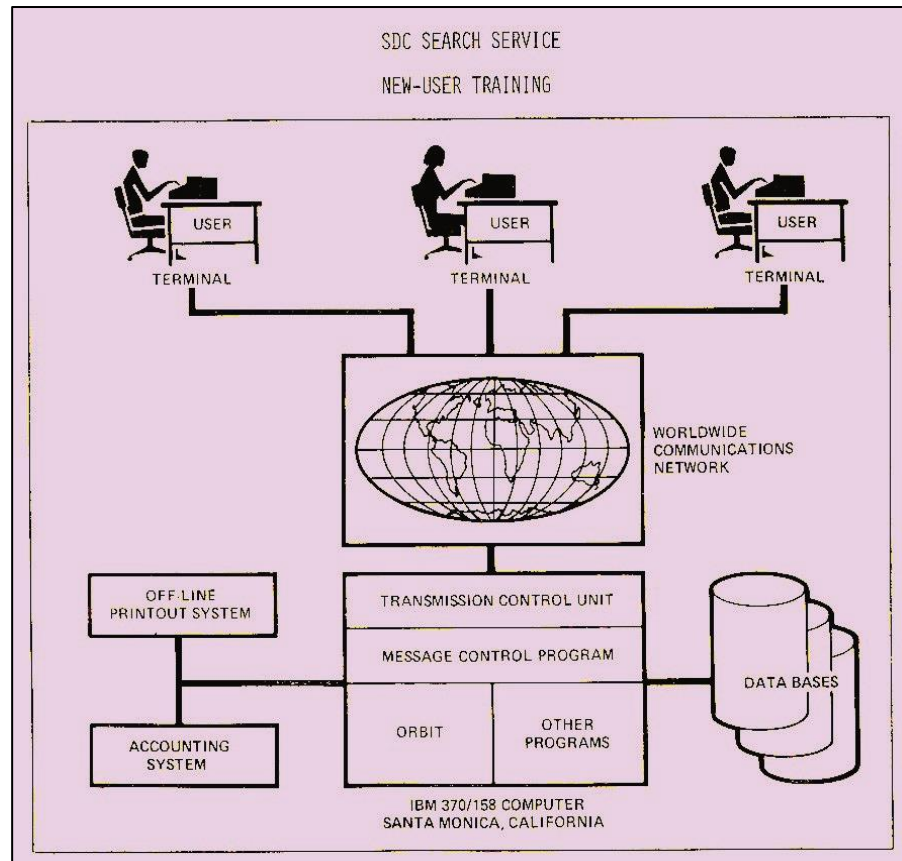 SDC SEARCH SERVICE
NEW-USER TRAINING
USER
USER
USER
TERMINAL
TERMINAL
TERMINAL
WORLDWIDE
COMMUNICATIONS
NETWORK
OFF-LINE
PRINTOUT SYSTEM
TRANSMISSION CONTROL UNIT
MESSAGE CONTROL PROGRAM
DATA BASES
ORBIT
OTHER
PROGRAMS
ACCOUNTING
SYSTEM
IBM 370/158 COMPUTER
SANTA MONICA, CALIFORNIA